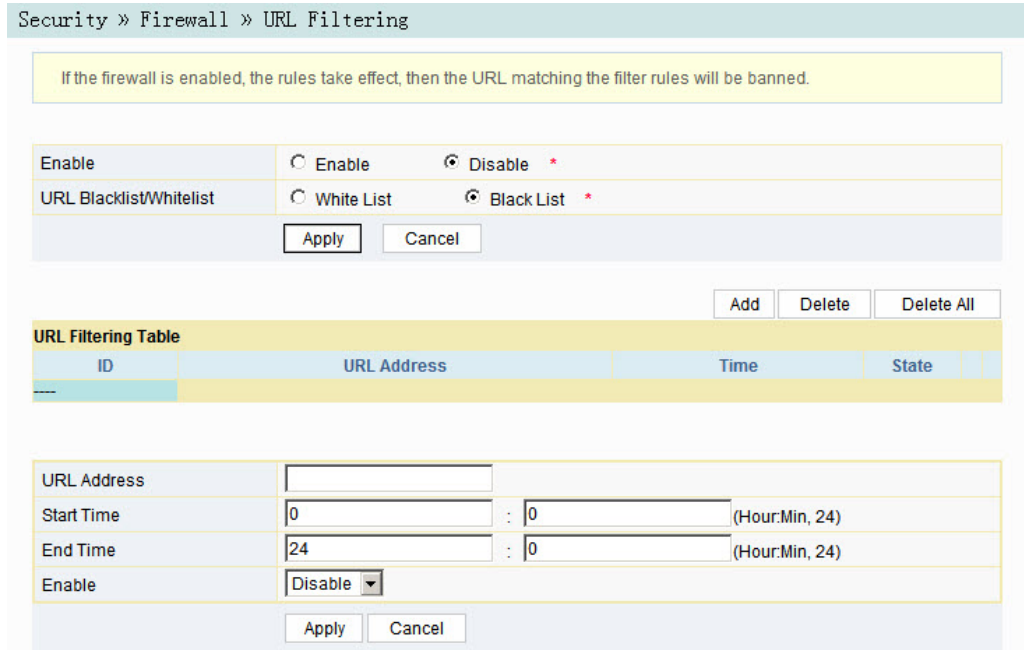 Security » Firewall » URL Filtering
If the firewall is enabled, the rules take effect, then the URL matching the filter rules will be banned.
Enable Enable Disable *
URL Blacklist/Whitelist White List Black List *
Apply Cancel
Add Delete Delete All
URL Filtering Table
ID URL Address Time State
----
URL Address
Start Time 0 : 0 (Hour:Min, 24)
End Time 24 : 0 (Hour:Min, 24)
Enable Disable
Apply Cancel